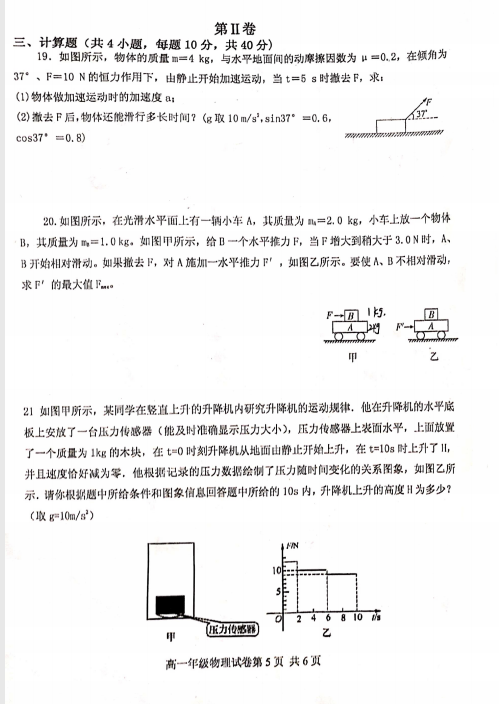 第Ⅱ卷
三、计算题（共4小题，每题10分，共40分）
19. 如图所示，物体的质量m=4 kg，与水平地面间的动摩擦因数为μ=0.2，在倾角为
37°、F=10 N的恒力作用下，由静止开始加速运动，当t=5 s时撤去F，求：
(1)物体做加速运动时的加速度a；
(2)撤去F后，物体还能滑行多长时间？(g取10 m/s²,sin37°=0.6,
cos37°=0.8)
F
37°
20. 如图所示，在光滑水平面上有一辆小车A，其质量为mA=2.0 kg，小车上放一个物体
B，其质量为mB=1.0 kg。如图甲所示，给B一个水平推力F，当F增大到稍大于3.0 N时，A、
B开始相对滑动。如果撤去F，对A施加一水平推力F′，如图乙所示。要使A、B不相对滑动，
求F′的最大值Fmax。
F B 1kg.
A 2kg
甲
B
F′ A
乙
21 如图甲所示，某同学在竖直上升的升降机内研究升降机的运动规律．他在升降机的水平底
板上安放了一台压力传感器（能及时准确显示压力大小），压力传感器上表面水平，上面放置
了一个质量为1kg的木块，在t=0时刻升降机从地面由静止开始上升，在t=10s时上升了H，
并且速度恰好减为零．他根据记录的压力数据绘制了压力随时间变化的关系图象，如图乙所
示．请你根据题中所给条件和图象信息回答题中所给的10s内，升降机上升的高度H为多少？
（取g=10m/s²）
压力传感器
甲
F/N
10
5
O 2 4 6 8 10 t/s
乙
高一年级物理试卷第5页 共6页